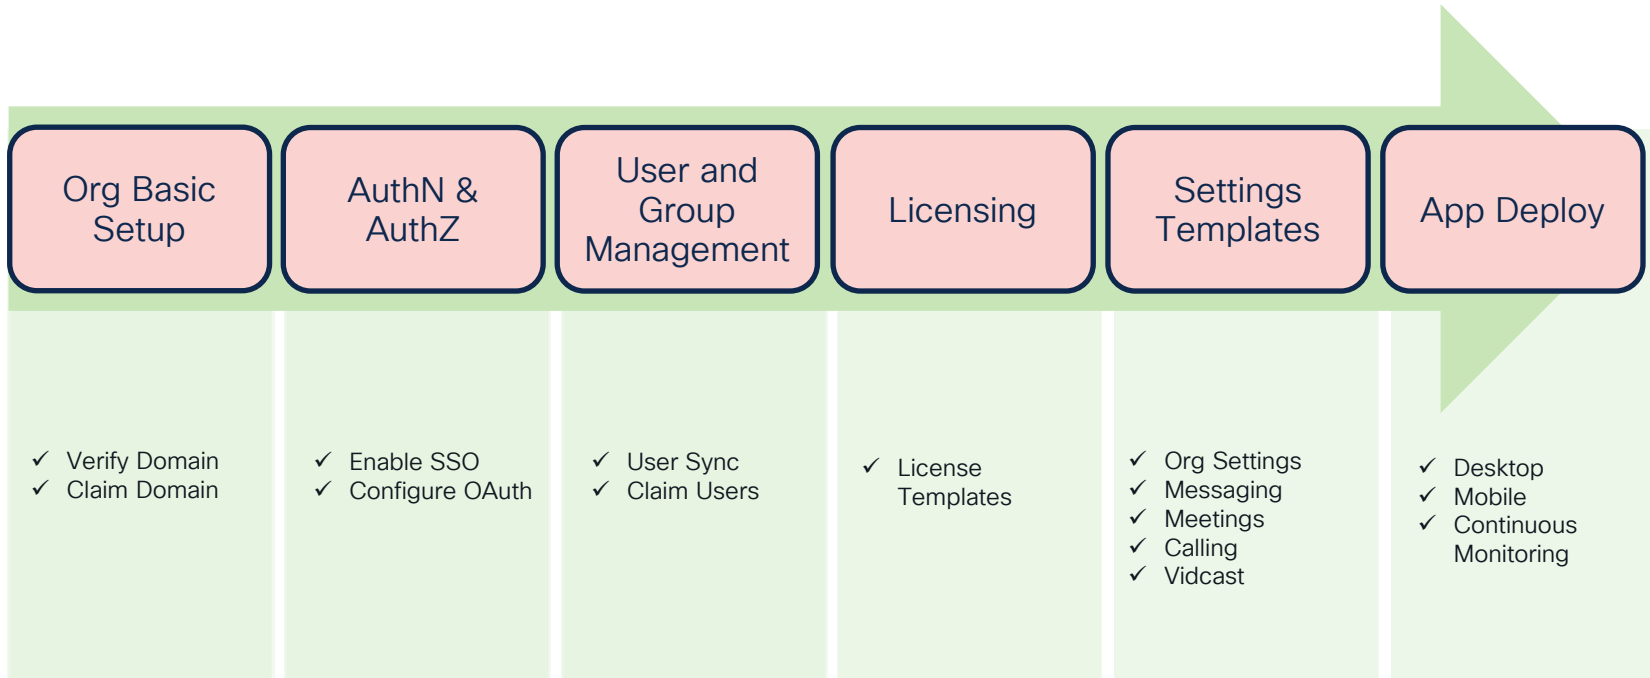 Org Basic
Setup
AuthN &
AuthZ
User and
Group
Management
Licensing
Settings
Templates
App Deploy
✓ Verify Domain
✓ Claim Domain
✓ Enable SSO
✓ Configure OAuth
✓ User Sync
✓ Claim Users
✓ License
Templates
✓ Org Settings
✓ Messaging
✓ Meetings
✓ Calling
✓ Vidcast
✓ Desktop
✓ Mobile
✓ Continuous
Monitoring